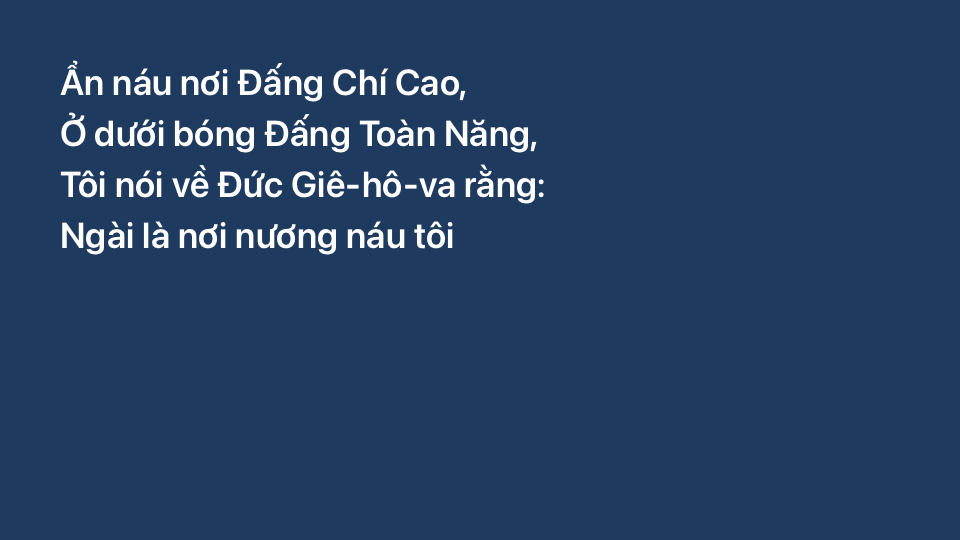 Ẩn náu nơi Đấng Chí Cao,
Ở dưới bóng Đấng Toàn Năng,
Tôi nói về Đức Giê-hô-va rằng:
Ngài là nơi nương náu tôi